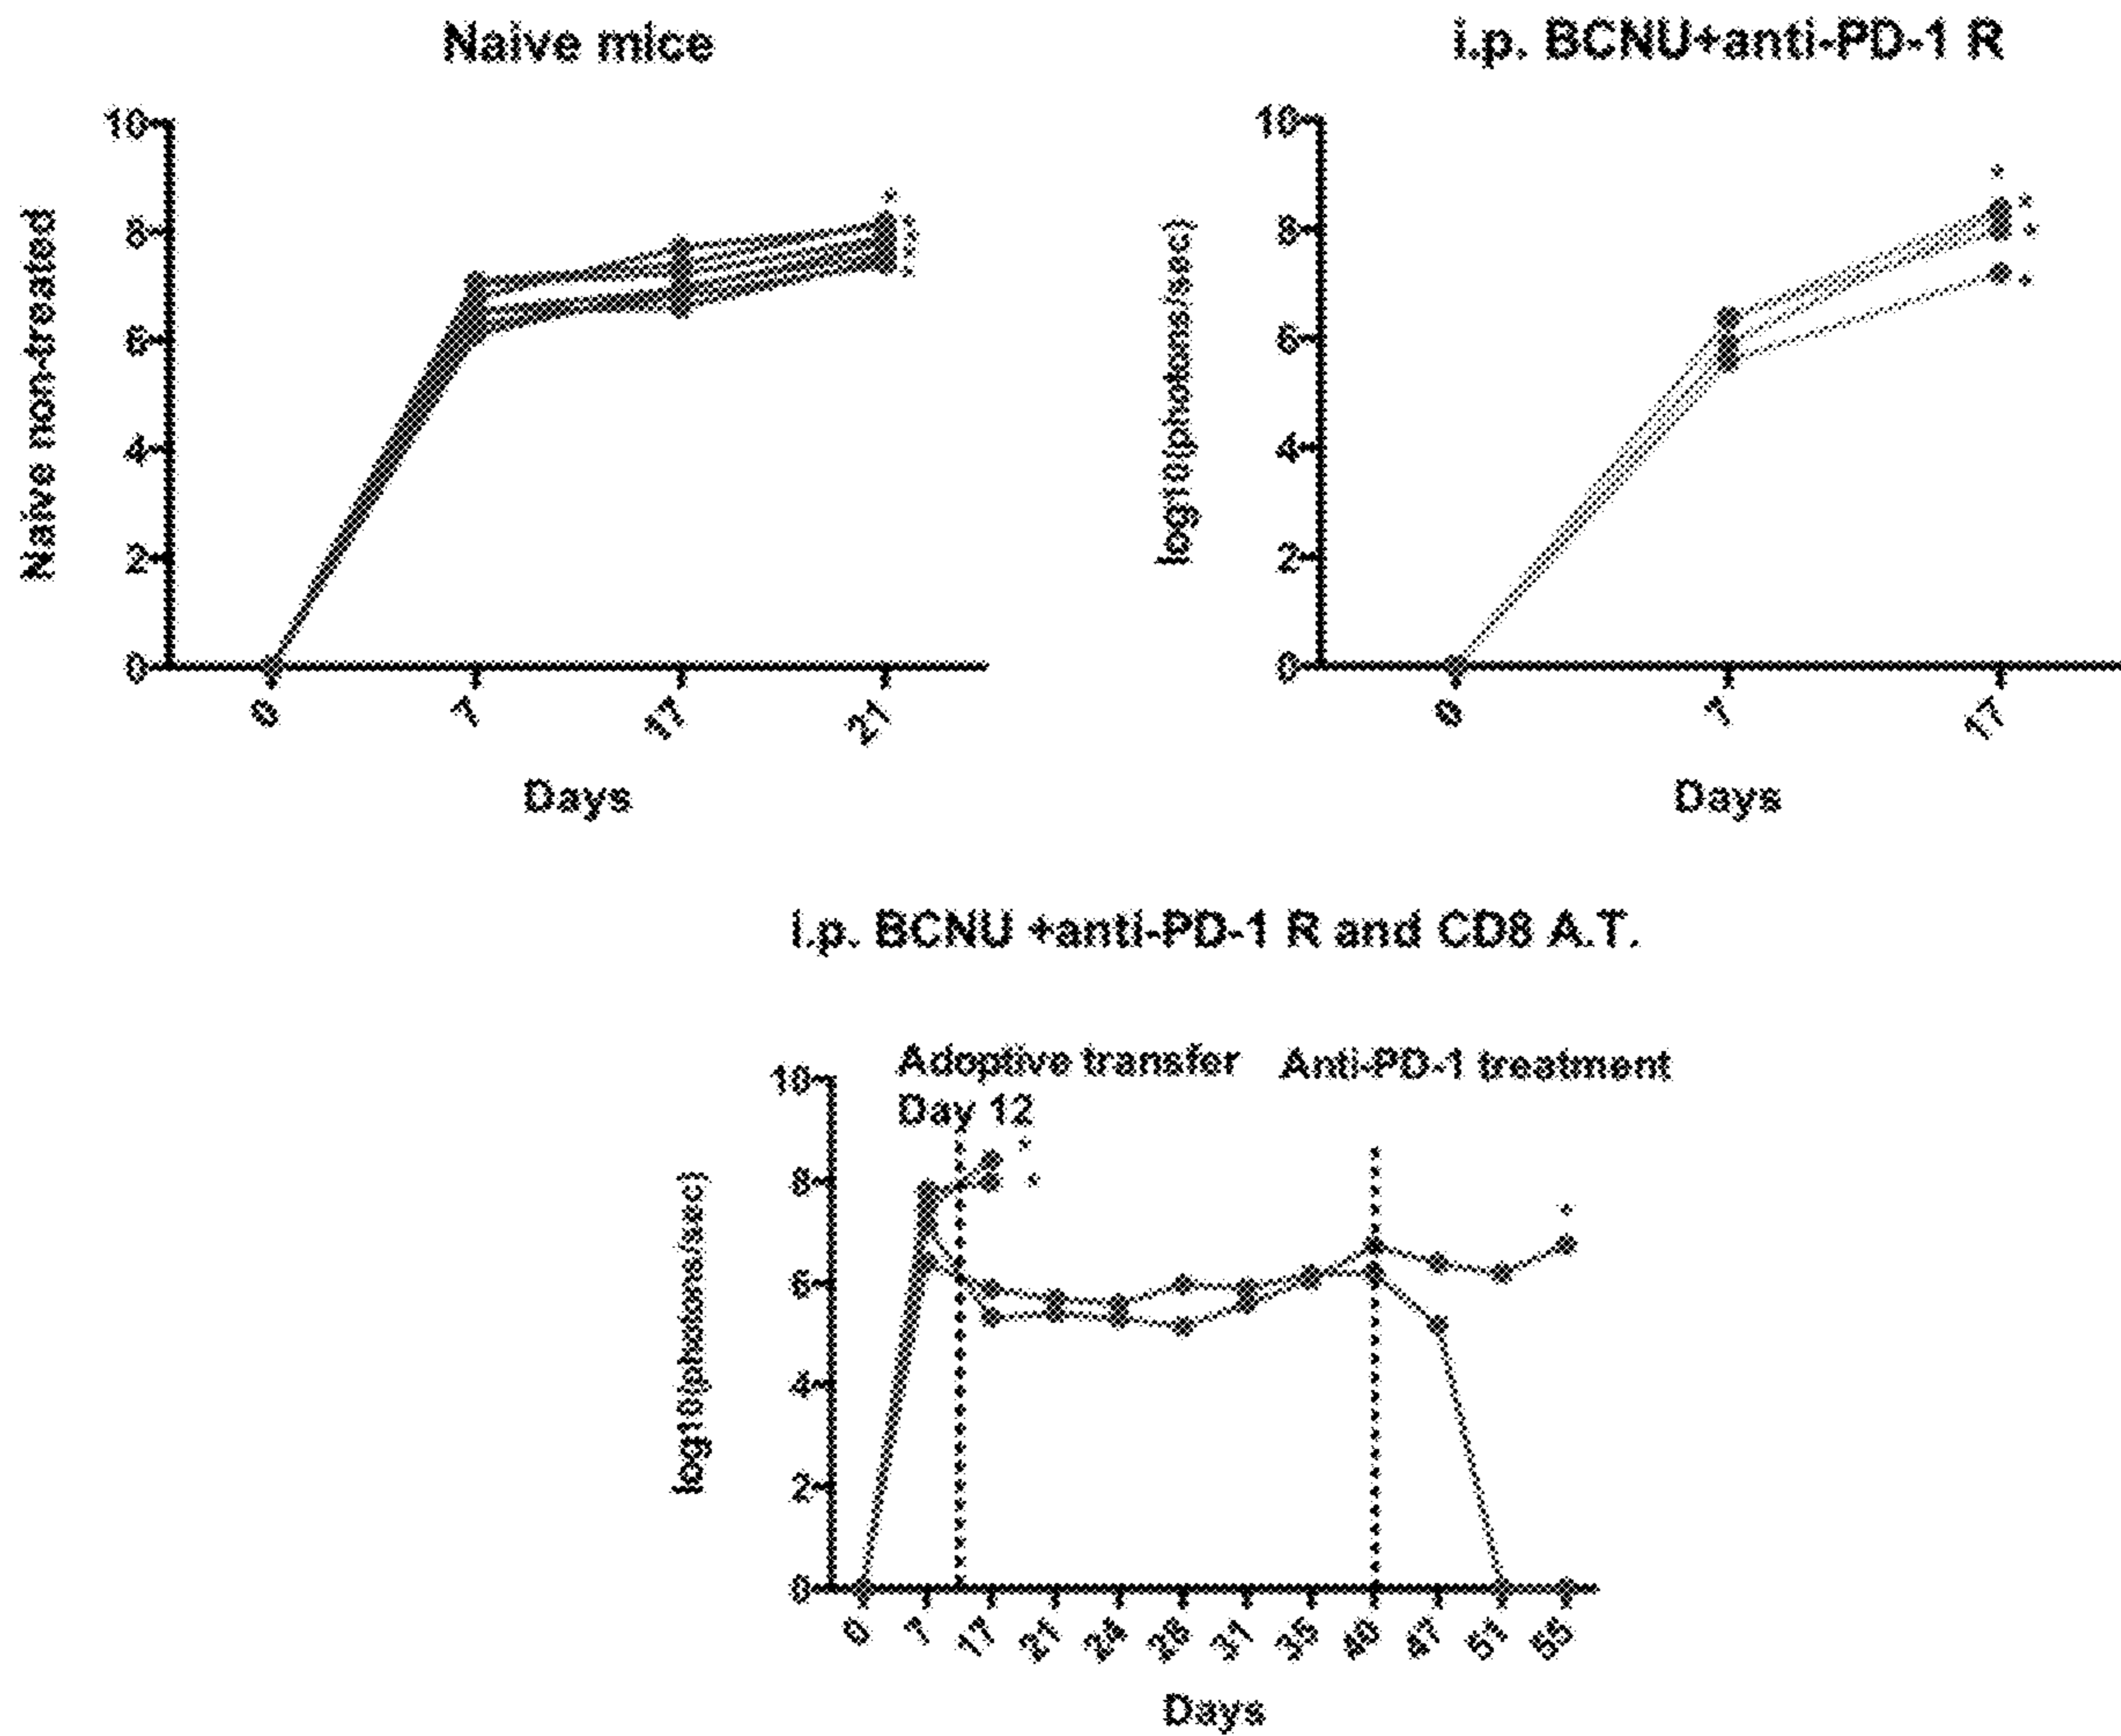 Naive mice
Naive non-treated
10
8
6
4
2
0
0 7 17 21
Days
i.p. BCNU+anti-PD-1 R
log10(photons/sec)
10
8
6
4
2
0
0 7 17
Days
i.p. BCNU +anti-PD-1 R and CD8 A.T.
Adoptive transfer
Day 12
Anti-PD-1 treatment
log10(photons/sec)
10
8
6
4
2
0
0 7 17 21 24 28 31 35 40 47 51 55
Days